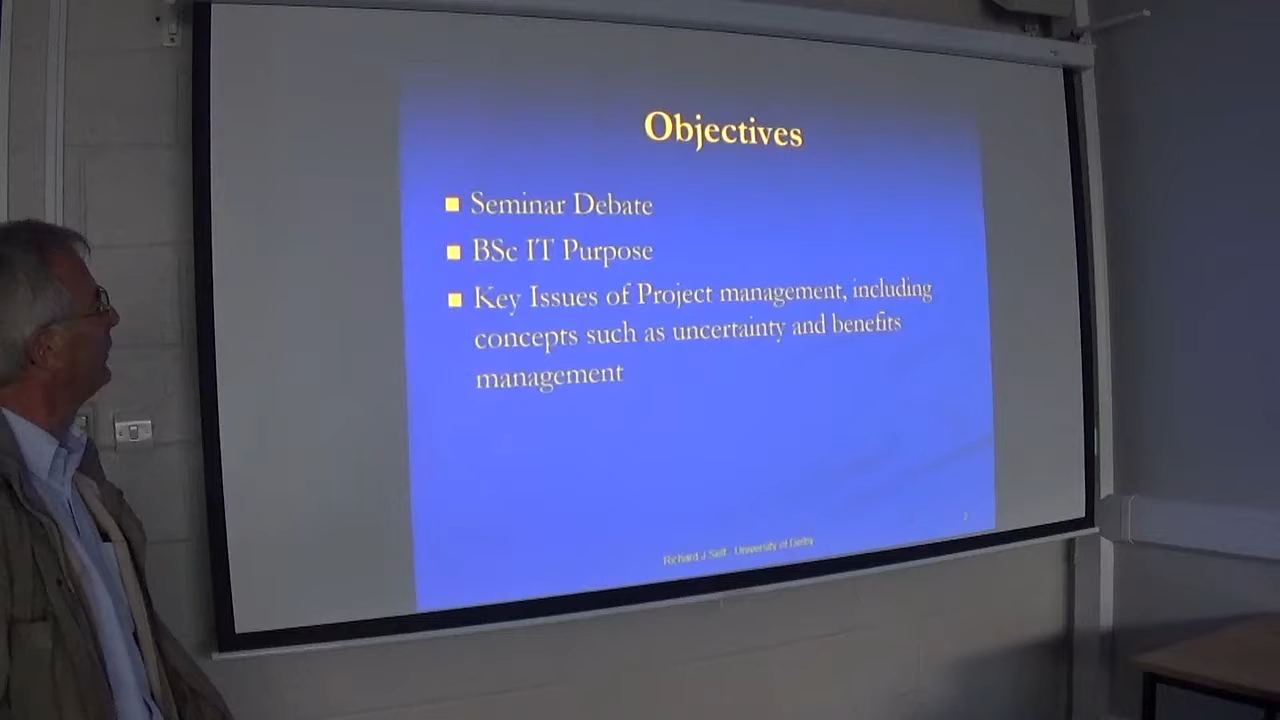 Objectives
Seminar Debate
BSc IT Purpose
Key Issues of Project management, including
concepts such as uncertainty and benefits
management
Richard J Self - University of Derby